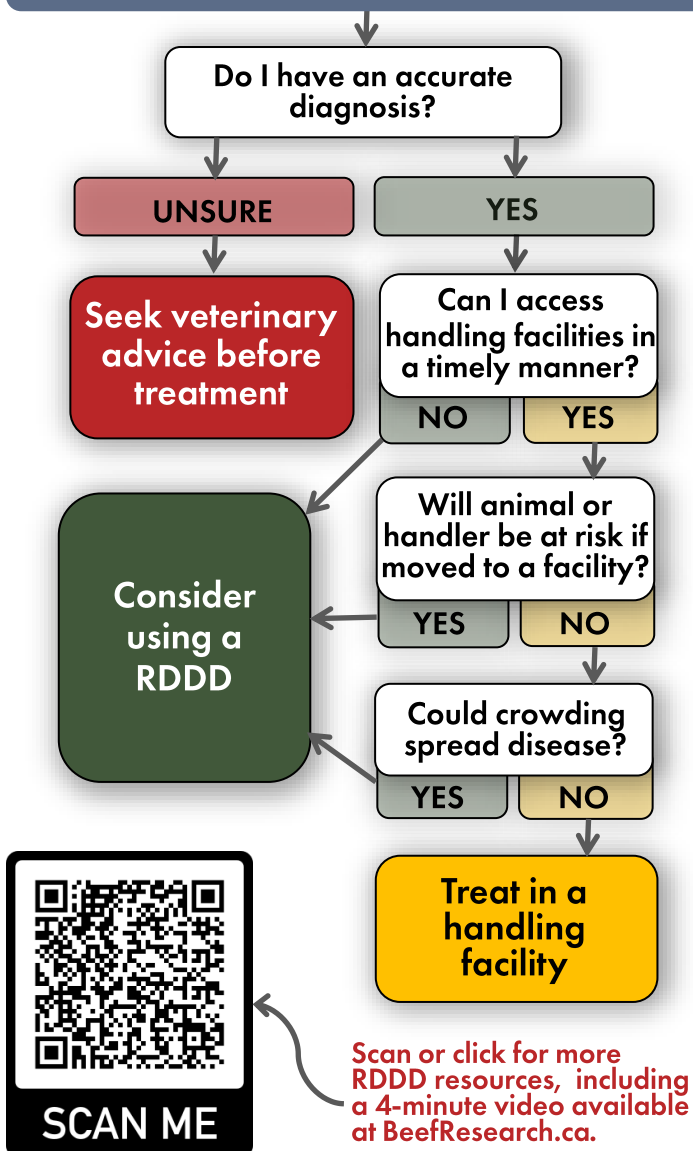 Do I have an accurate
diagnosis?
UNSURE
YES
Seek veterinary
advice before
treatment
Can I access
handling facilities in
a timely manner?
NO
YES
Will animal or
handler be at risk if
moved to a facility?
YES
NO
Consider
using a
RDDD
Could crowding
spread disease?
YES
NO
Treat in a
handling
facility
SCAN ME
Scan or click for more
RDDD resources, including
a 4-minute video available
at BeefResearch.ca.